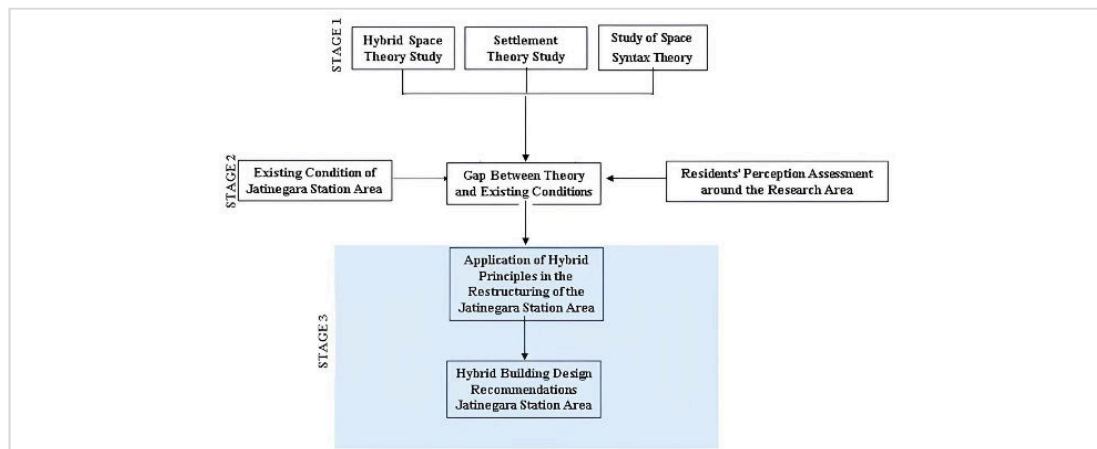 STAGE 1
Hybrid Space
Theory Study
Settlement
Theory Study
Study of Space
Syntax Theory
STAGE 2
Existing Condition of
Jatinegara Station Area
Gap Between Theory
and Existing Conditions
Residents' Perception Assessment
around the Research Area
STAGE 3
Application of Hybrid
Principles in the
Restructuring of the
Jatinegara Station Area
Hybrid Building Design
Recommendations
Jatinegara Station Area